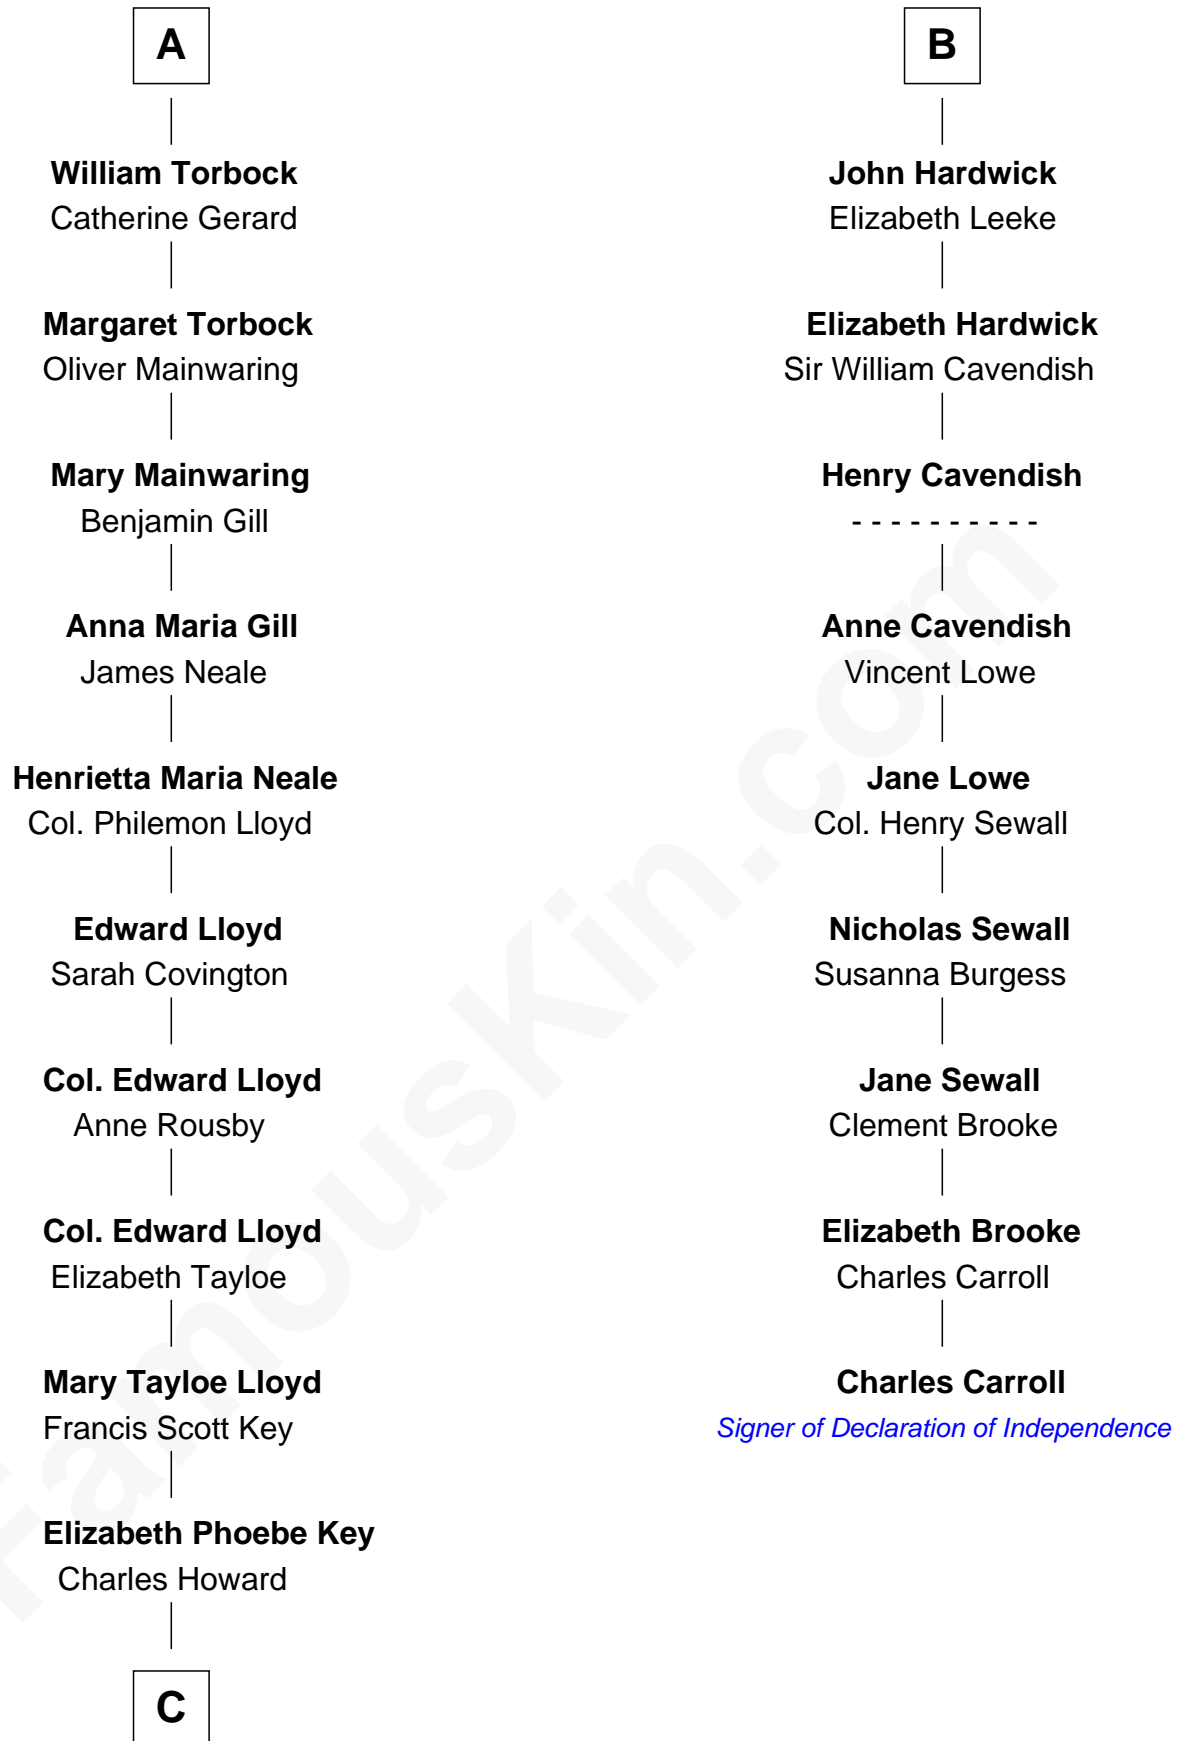 A
William Torbock
Catherine Gerard
Margaret Torbock
Oliver Mainwaring
Mary Mainwaring
Benjamin Gill
Anna Maria Gill
James Neale
Henrietta Maria Neale
Col. Philemon Lloyd
Edward Lloyd
Sarah Covington
Col. Edward Lloyd
Anne Rousby
Col. Edward Lloyd
Elizabeth Tayloe
Mary Tayloe Lloyd
Francis Scott Key
Elizabeth Phoebe Key
Charles Howard
C
B
John Hardwick
Elizabeth Leeke
Elizabeth Hardwick
Sir William Cavendish
Henry Cavendish
- - - - - - - - - -
Anne Cavendish
Vincent Lowe
Jane Lowe
Col. Henry Sewall
Nicholas Sewall
Susanna Burgess
Jane Sewall
Clement Brooke
Elizabeth Brooke
Charles Carroll
Charles Carroll
Signer of Declaration of Independence
FamousKin.com